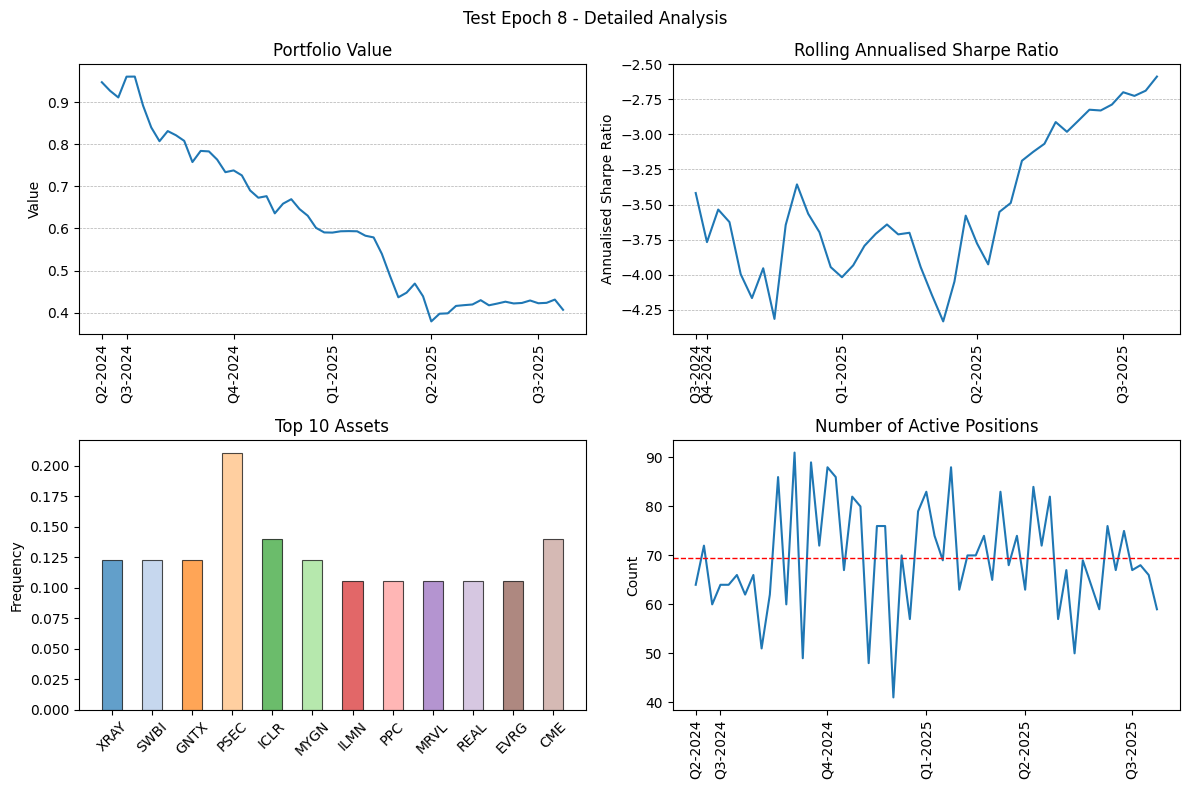 Test Epoch 8 - Detailed Analysis
Portfolio Value
Value
0.9
0.8
0.7
0.6
0.5
0.4
Q2-2024
Q3-2024
Q4-2024
Q1-2025
Q2-2025
Q3-2025
Rolling Annualised Sharpe Ratio
Annualised Sharpe Ratio
−2.50
−2.75
−3.00
−3.25
−3.50
−3.75
−4.00
−4.25
Q3-2024
Q4-2024
Q1-2025
Q2-2025
Q3-2025
Top 10 Assets
Frequency
0.200
0.175
0.150
0.125
0.100
0.075
0.050
0.025
0.000
XRAY
SWBI
GNTX
PSEC
ICLR
MYGN
ILMN
PPC
MRVL
REAL
EVRG
CME
Number of Active Positions
Count
90
80
70
60
50
40
Q2-2024
Q3-2024
Q4-2024
Q1-2025
Q2-2025
Q3-2025